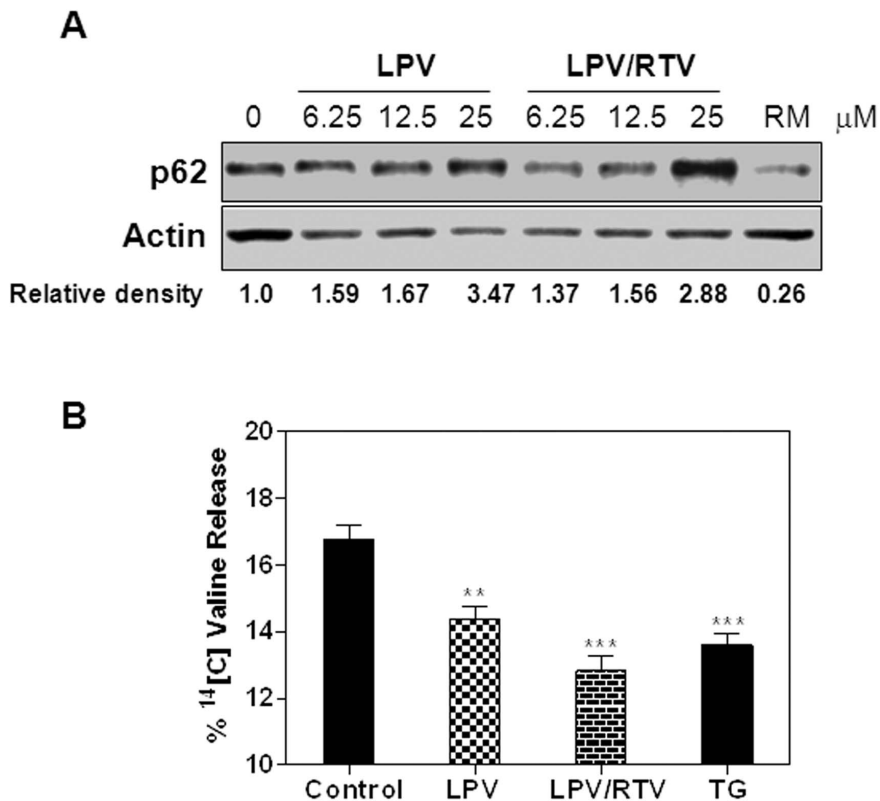 A
LPV LPV/RTV
0 6.25 12.5 25 6.25 12.5 25 RM μM
p62
Actin
Relative density 1.0 1.59 1.67 3.47 1.37 1.56 2.88 0.26
B
% ¹⁴[C] Valine Release
20
18
16
14
12
10
**
***
***
Control LPV LPV/RTV TG